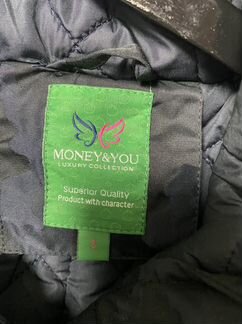 MONEY&YOU
LUXURY COLLECTION
Superior Quality
Product with character